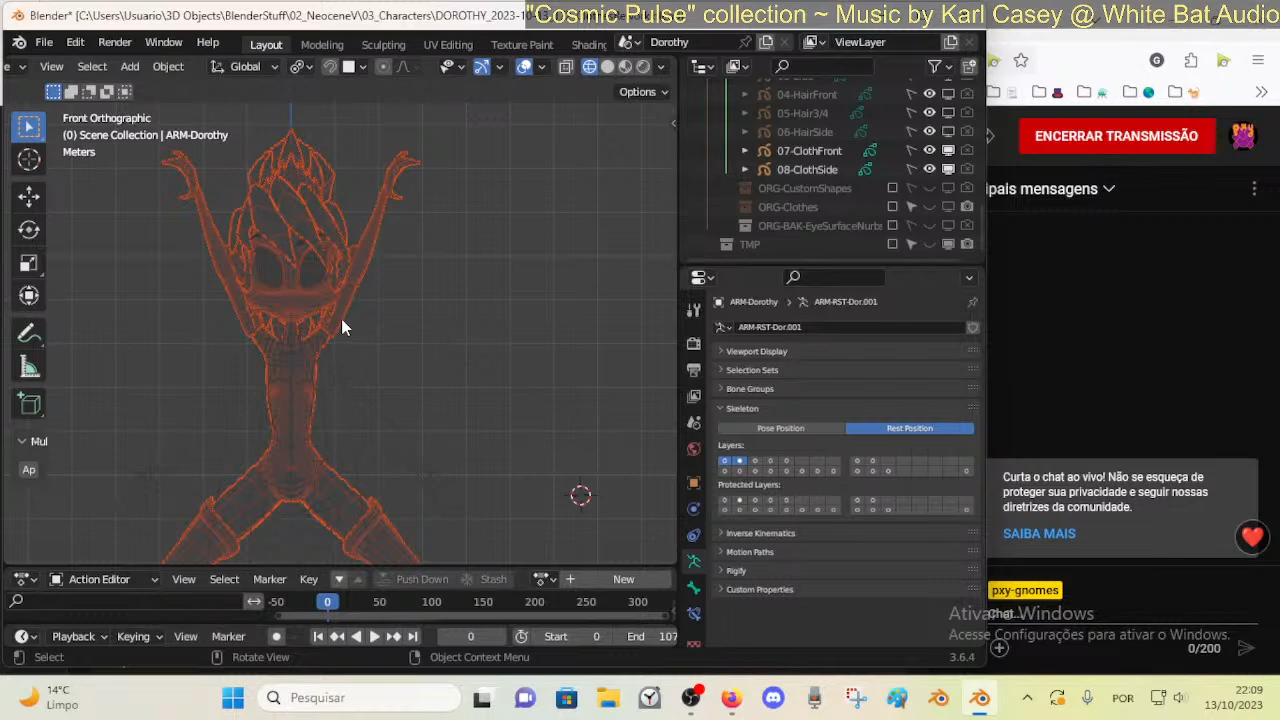 Blender* [C:\Users\Usuario\3D Objects\BlenderStuff\02_NeoceneV\03_Characters\DOROTHY_2023-10-13
"Cosmic Pulse" collection ~ Music by Karl Casey @ White Bat Audio
File Edit Render Window Help Layout Modeling Sculpting UV Editing Texture Paint Shading Dorothy ViewLayer
View Select Add Object Global
Options
Front Orthographic
(0) Scene Collection | ARM-Dorothy
Meters
Mul
Ap
04-HairFront
05-Hair3/4
06-HairSide
07-ClothFront
08-ClothSide
ORG-CustomShapes
ORG-Clothes
ORG-BAK-EyeSurfaceNurbs
TMP
ARM-Dorothy ARM-RST-Dor.001
ARM-RST-Dor.001
Viewport Display
Selection Sets
Bone Groups
Skeleton
Pose Position Rest Position
Layers:
Protected Layers:
Inverse Kinematics
Motion Paths
Rigify
Custom Properties
Action Editor View Select Marker Key Push Down Stash New
-50 0 50 100 150 200 250 300
Playback Keying View Marker 0 Start 0 End 107
Select Rotate View Object Context Menu 3.6.4
ENCERRAR TRANSMISSÃO
ipais mensagens
Curta o chat ao vivo! Não se esqueça de
proteger sua privacidade e seguir nossas
diretrizes da comunidade.
SAIBA MAIS
pxy-gnomes
Chat...
0/200
Ativar o Windows
Acesse Configurações para ativar o Windows.
14°C
Limpo
Pesquisar
POR
22:09
13/10/2023